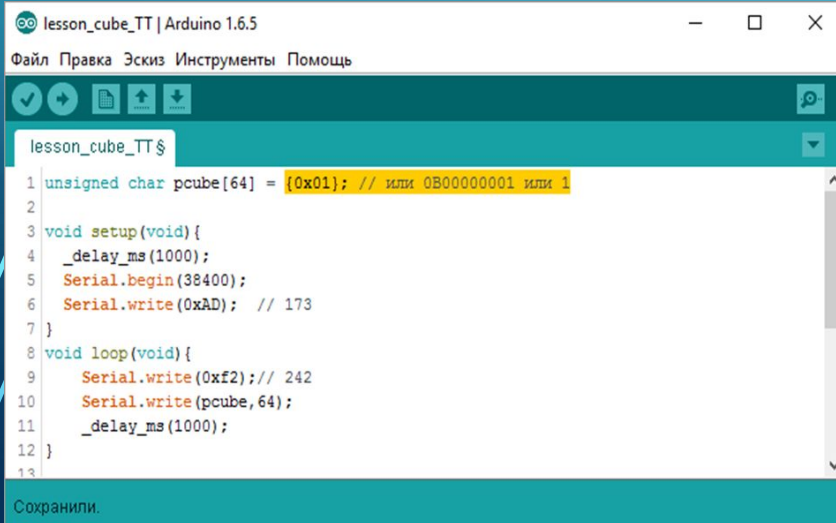 lesson_cube_TT | Arduino 1.6.5
Файл Правка Эскиз Инструменты Помощь
lesson_cube_TT §
1 unsigned char pcube[64] = {0x01}; // или 0B00000001 или 1
2
3 void setup(void){
4 _delay_ms(1000);
5 Serial.begin(38400);
6 Serial.write(0xAD); // 173
7 }
8 void loop(void){
9 Serial.write(0xf2);// 242
10 Serial.write(pcube,64);
11 _delay_ms(1000);
12 }
13
Сохранили.